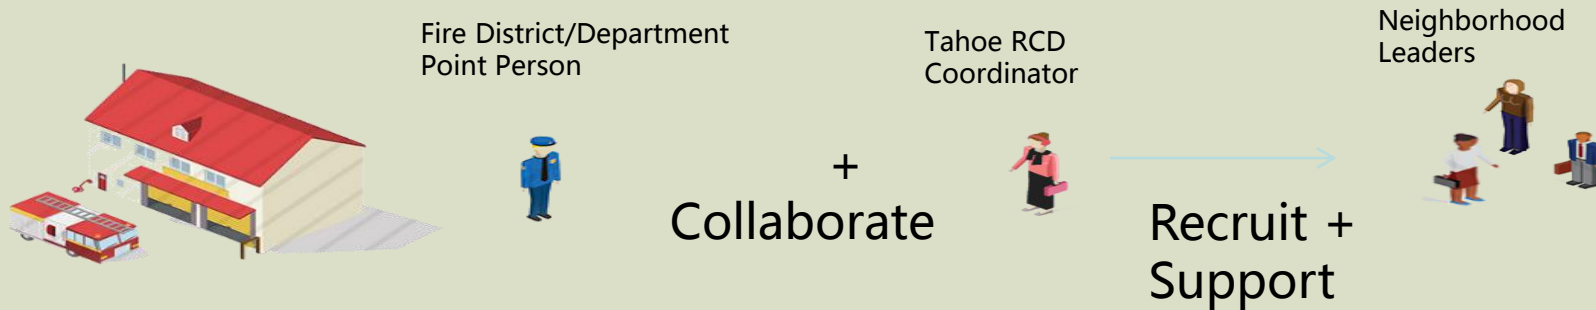 Fire District/Department
Point Person
+
Collaborate
Tahoe RCD
Coordinator
Recruit +
Support
Neighborhood
Leaders